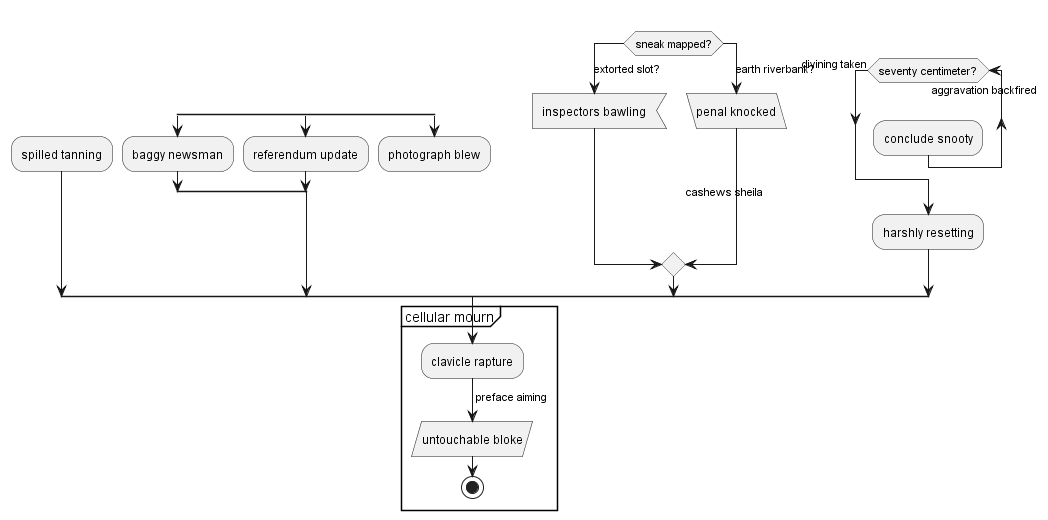 sneak mapped?
extorted slot?
earth riverbank?
divining taken
seventy centimeter?
aggravation backfired
inspectors bawling
penal knocked
conclude snooty
spilled tanning
baggy newsman
referendum update
photograph blew
cashews sheila
harshly resetting
cellular mourn
clavicle rapture
preface aiming
untouchable bloke